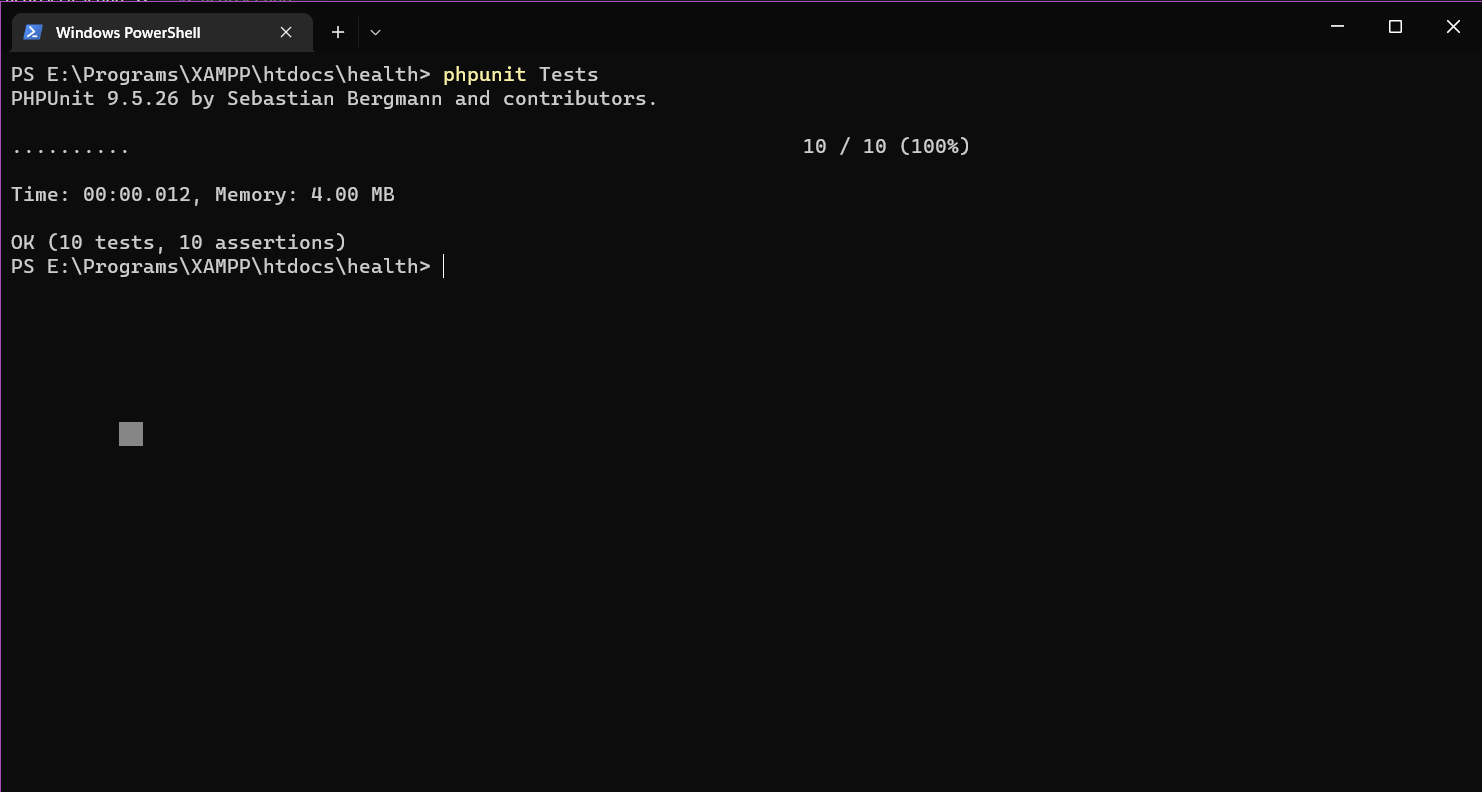 Windows PowerShell
PS E:\Programs\XAMPP\htdocs\health> phpunit Tests
PHPUnit 9.5.26 by Sebastian Bergmann and contributors.
.......... 10 / 10 (100%)
Time: 00:00.012, Memory: 4.00 MB
OK (10 tests, 10 assertions)
PS E:\Programs\XAMPP\htdocs\health>